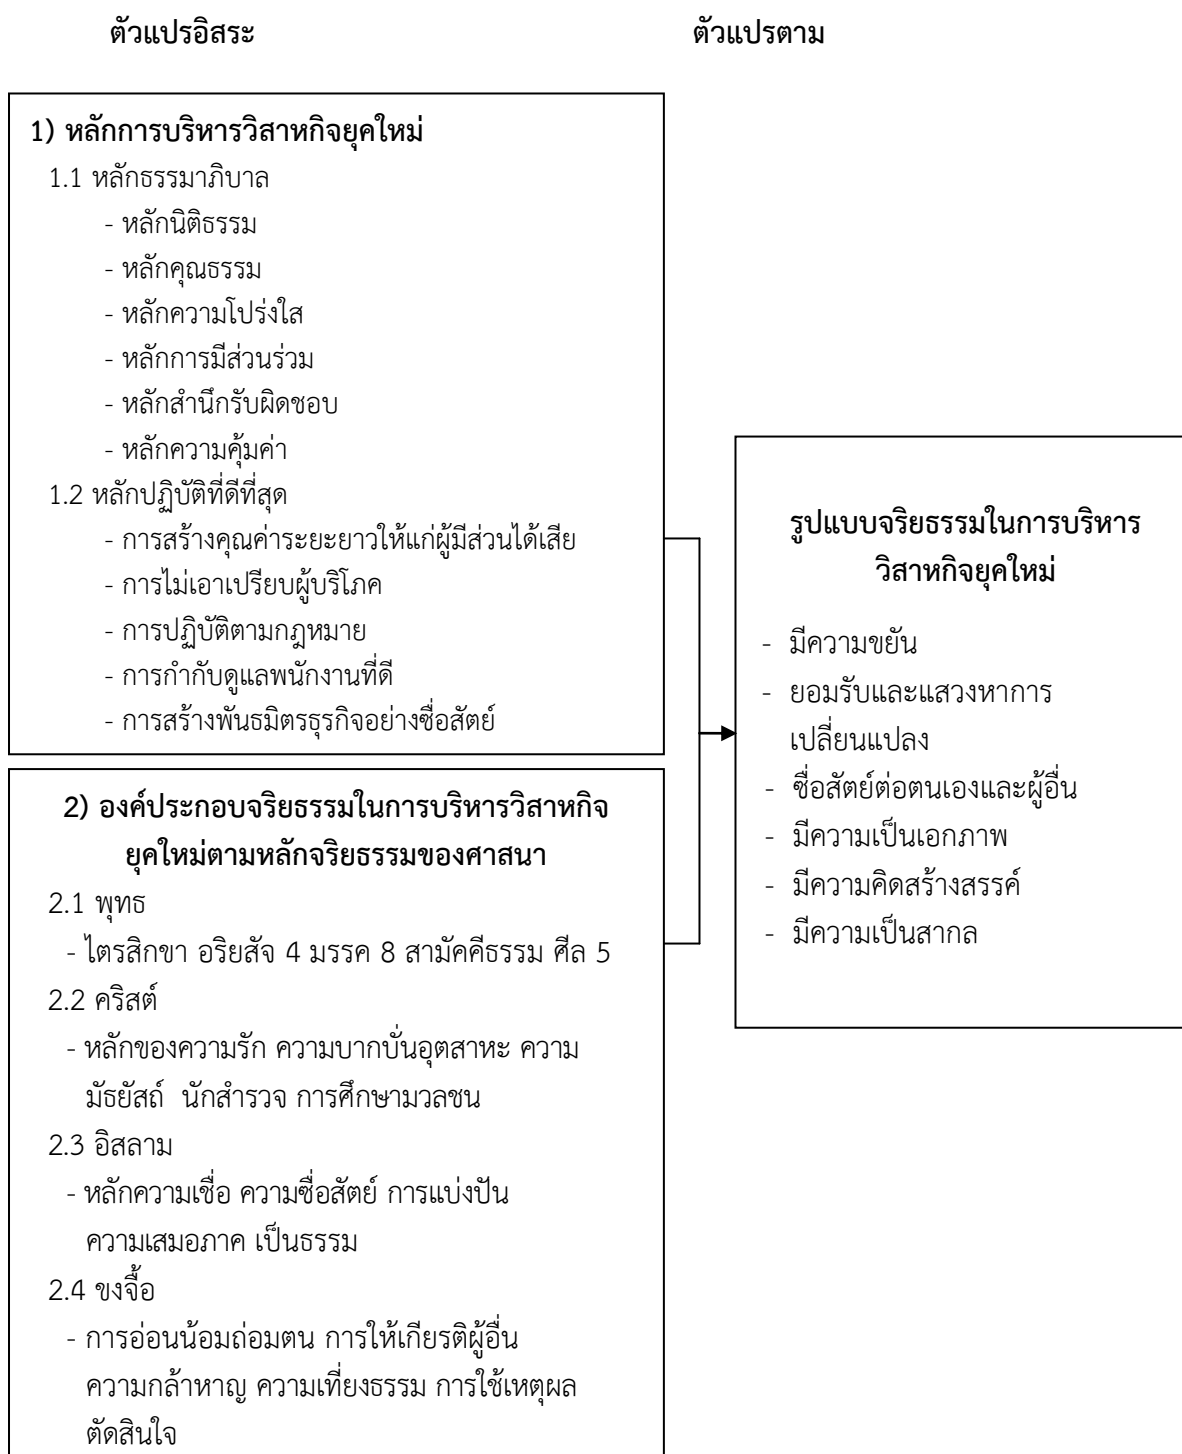 ตัวแปรอิสระ
ตัวแปรตาม
1) หลักการบริหารวิสาหกิจยุคใหม่
1.1 หลักธรรมาภิบาล
- หลักนิติธรรม
- หลักคุณธรรม
- หลักความโปร่งใส
- หลักการมีส่วนร่วม
- หลักสำนึกรับผิดชอบ
- หลักความคุ้มค่า
1.2 หลักปฏิบัติที่ดีที่สุด
- การสร้างคุณค่าระยะยาวให้แก่ผู้มีส่วนได้เสีย
- การไม่เอาเปรียบผู้บริโภค
- การปฏิบัติตามกฎหมาย
- การกำกับดูแลพนักงานที่ดี
- การสร้างพันธมิตรธุรกิจอย่างซื่อสัตย์
2) องค์ประกอบจริยธรรมในการบริหารวิสาหกิจ
ยุคใหม่ตามหลักจริยธรรมของศาสนา
2.1 พุทธ
- ไตรสิกขา อริยสัจ 4 มรรค 8 สามัคคีธรรม ศีล 5
2.2 คริสต์
- หลักของความรัก ความบากบั่นอุตสาหะ ความ
มัธยัสถ์ นักสำรวจ การศึกษามวลชน
2.3 อิสลาม
- หลักความเชื่อ ความซื่อสัตย์ การแบ่งปัน
ความเสมอภาค เป็นธรรม
2.4 ขงจื้อ
- การอ่อนน้อมถ่อมตน การให้เกียรติผู้อื่น
ความกล้าหาญ ความเที่ยงธรรม การใช้เหตุผล
ตัดสินใจ
รูปแบบจริยธรรมในการบริหาร
วิสาหกิจยุคใหม่
- มีความขยัน
- ยอมรับและแสวงหาการ
เปลี่ยนแปลง
- ซื่อสัตย์ต่อตนเองและผู้อื่น
- มีความเป็นเอกภาพ
- มีความคิดสร้างสรรค์
- มีความเป็นสากล